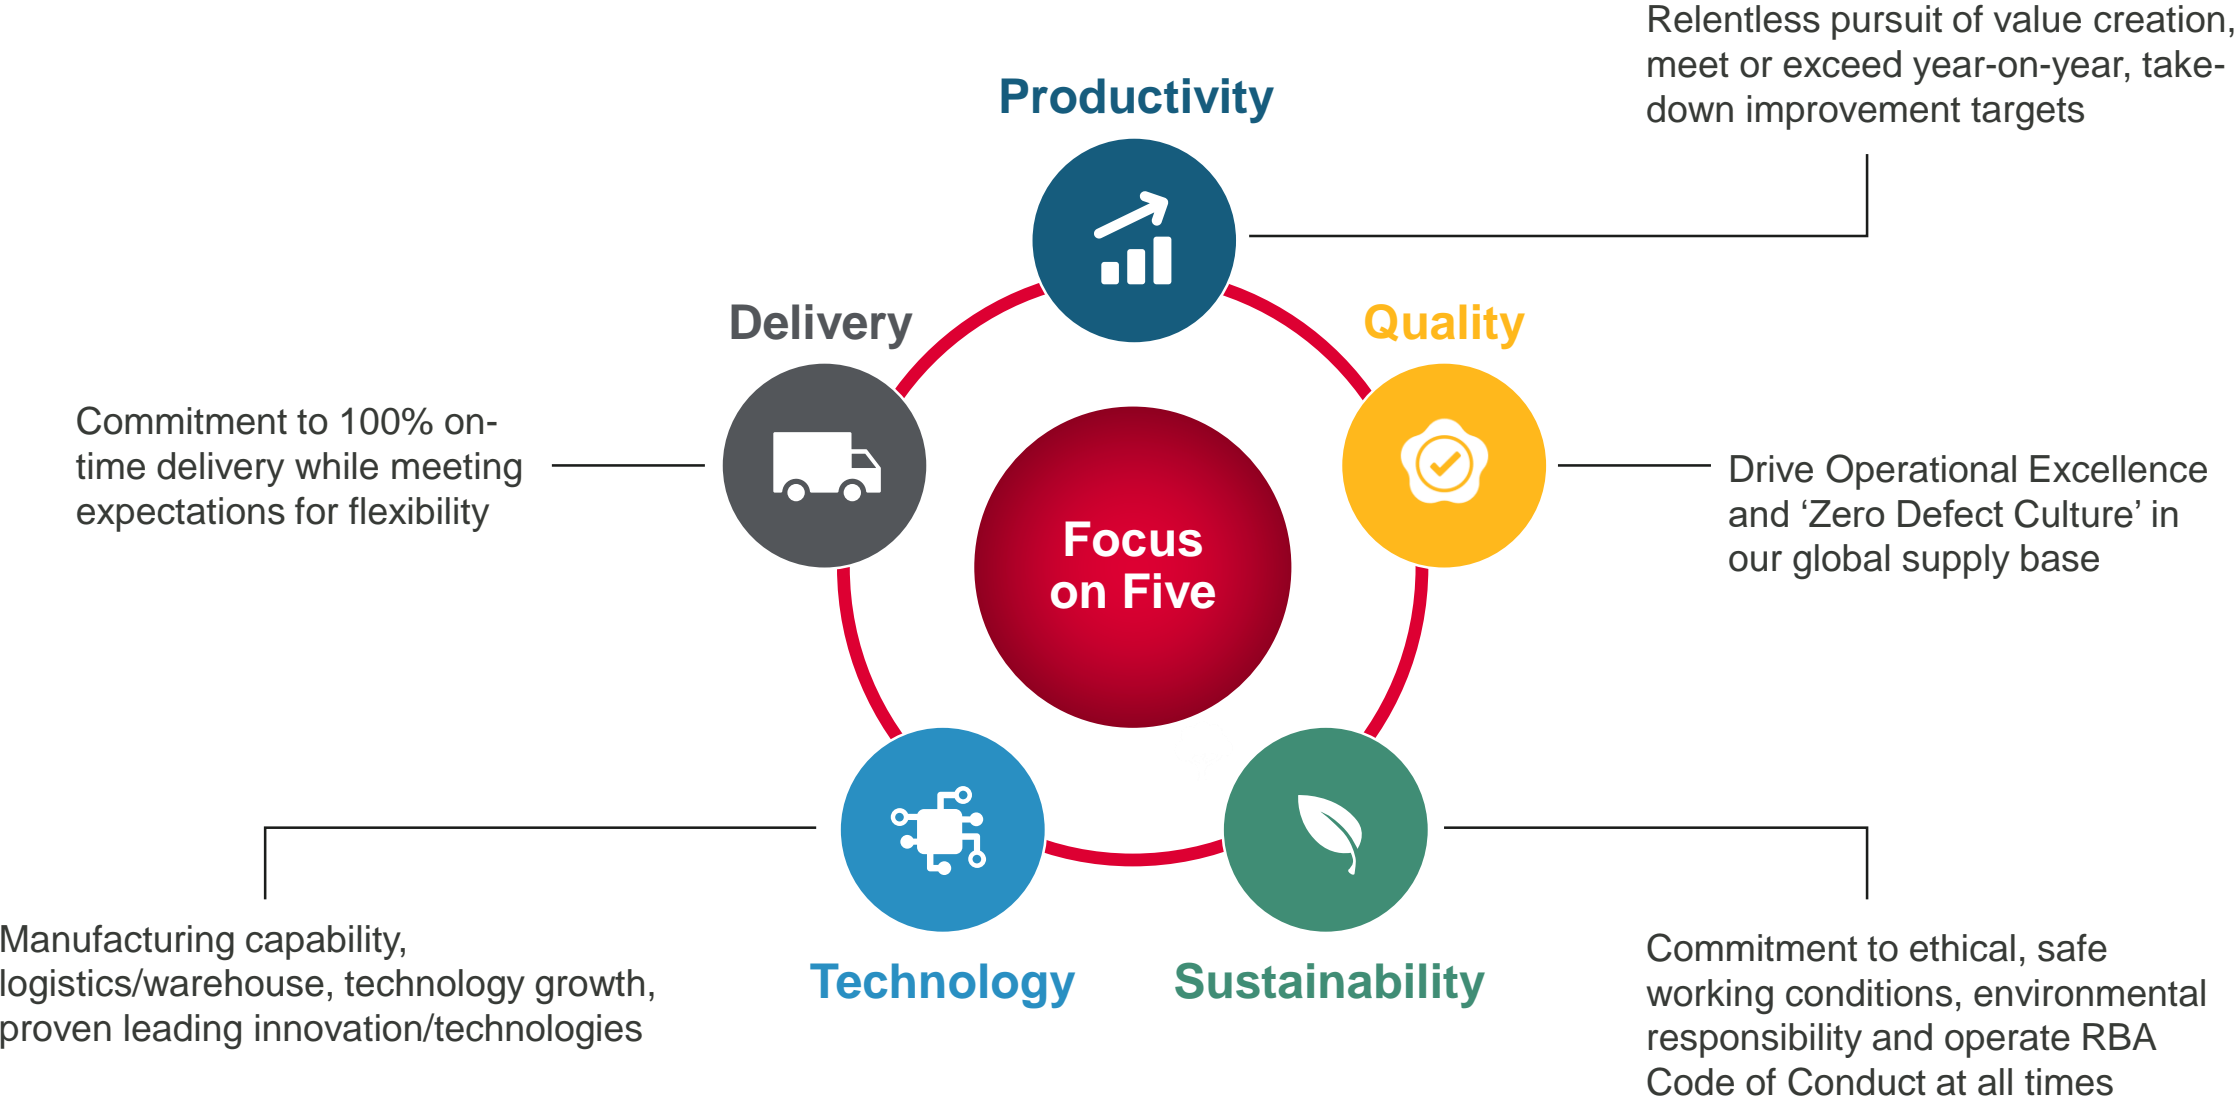 Relentless pursuit of value creation,
meet or exceed year-on-year, take-
down improvement targets
Productivity
Delivery
Quality
Commitment to 100% on-
time delivery while meeting
expectations for flexibility
Drive Operational Excellence
and ‘Zero Defect Culture’ in
our global supply base
Focus
on Five
Technology
Sustainability
Manufacturing capability,
logistics/warehouse, technology growth,
proven leading innovation/technologies
Commitment to ethical, safe
working conditions, environmental
responsibility and operate RBA
Code of Conduct at all times